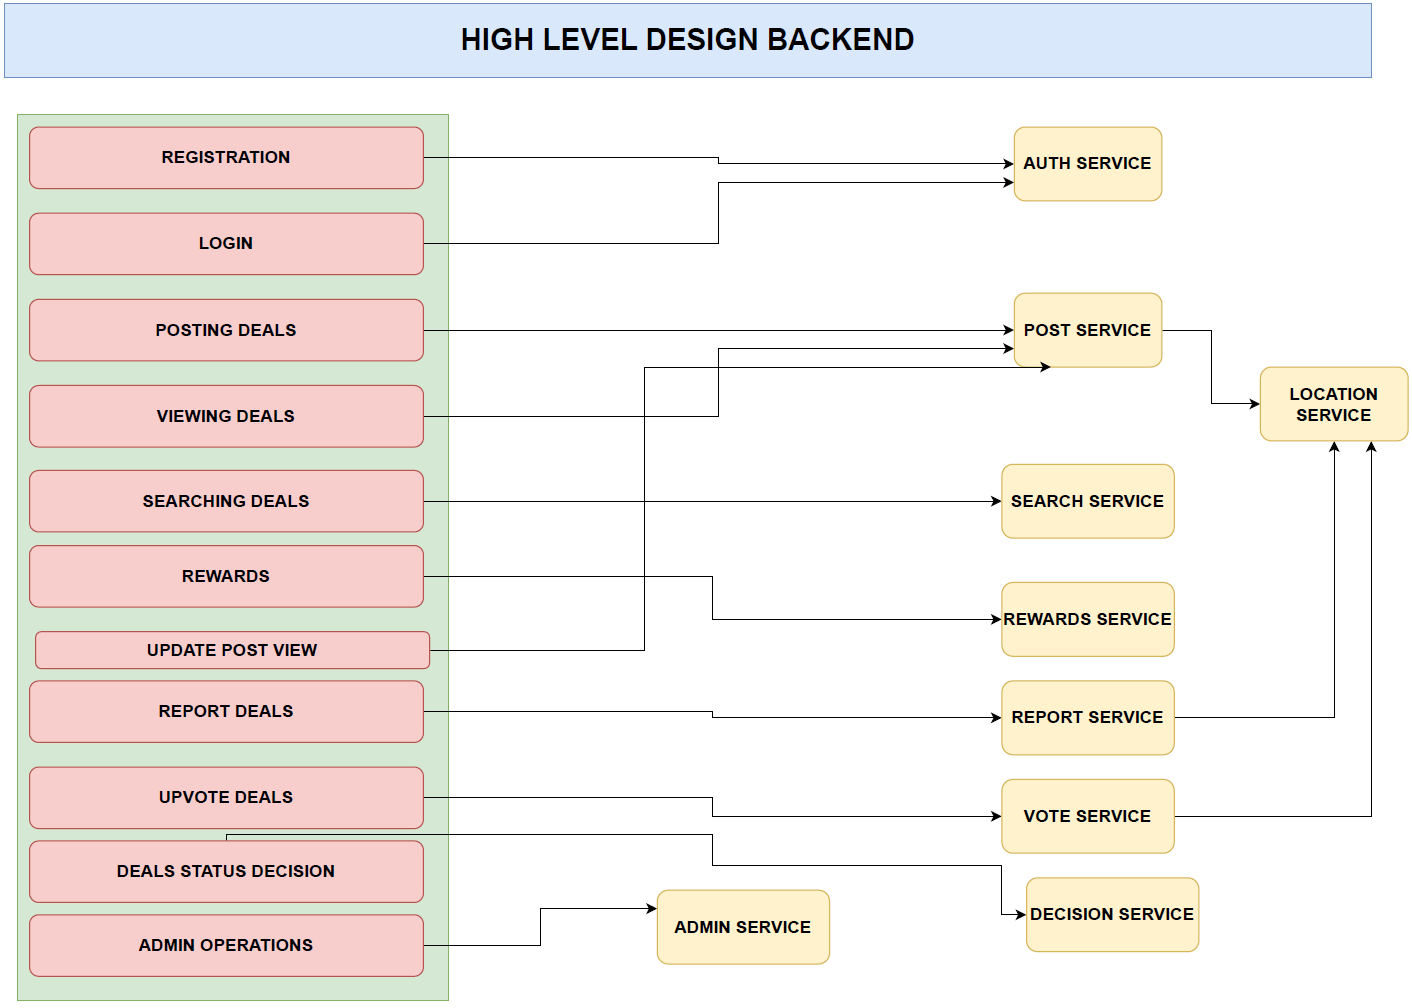 HIGH LEVEL DESIGN BACKEND
REGISTRATION
AUTH SERVICE
LOGIN
POSTING DEALS
POST SERVICE
VIEWING DEALS
LOCATION
SERVICE
SEARCHING DEALS
SEARCH SERVICE
REWARDS
REWARDS SERVICE
UPDATE POST VIEW
REPORT DEALS
REPORT SERVICE
UPVOTE DEALS
VOTE SERVICE
DEALS STATUS DECISION
DECISION SERVICE
ADMIN SERVICE
ADMIN OPERATIONS